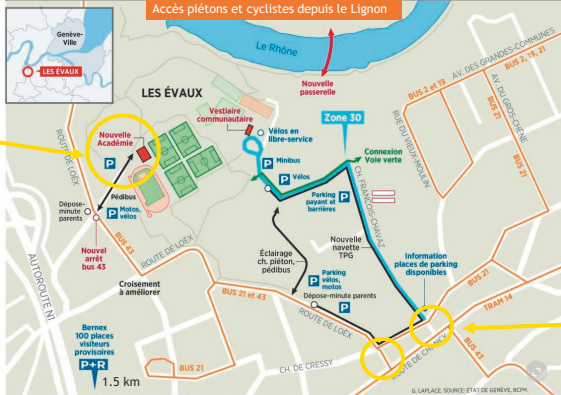 Accès piétons et cyclistes depuis le Lignon
Genève-
Ville
LES ÉVAUX
Le Rhône
Nouvelle
passerelle
AV. DES GRANDES-COMMUNES
BUS 2, 19, 21
BUS 2 et 19
AV. DU GROS-CHÊNE
BUS 21
RUE DU VIEUX-MOULIN
LES ÉVAUX
Vestiaire
communautaire
Zone 30
Nouvelle
Académie
P
Vélos en
libre-service
Connexion
Voie verte
P Minibus
P Vélos
Parking
payant et
barrières
P
CH. FRANÇOIS-CHAVAZ
ROUTE DE LOËX
Pédibus
P Motos,
vélos
Dépose-
minute
parents
Nouvel
arrêt
bus 43
BUS 43
ROUTE DE LOËX
Croisement
à améliorer
AUTOROUTE N1
Éclairage
ch. piéton,
pédibus
Nouvelle
navette
TPG
Information
places de parking
disponibles
P Parking
vélos,
motos
Dépose-minute parents
BUS 21 et 43
ROUTE DE LOËX
BUS 21
TRAM 14
BUS 43
ROUTE DE CHANCY
CH. DE CRESSY
BUS 21
Bernex
100 places
visiteurs
provisoires
P+R
1.5 km
G. LAPLACE. SOURCE: ÉTAT DE GENÈVE, BCPH.